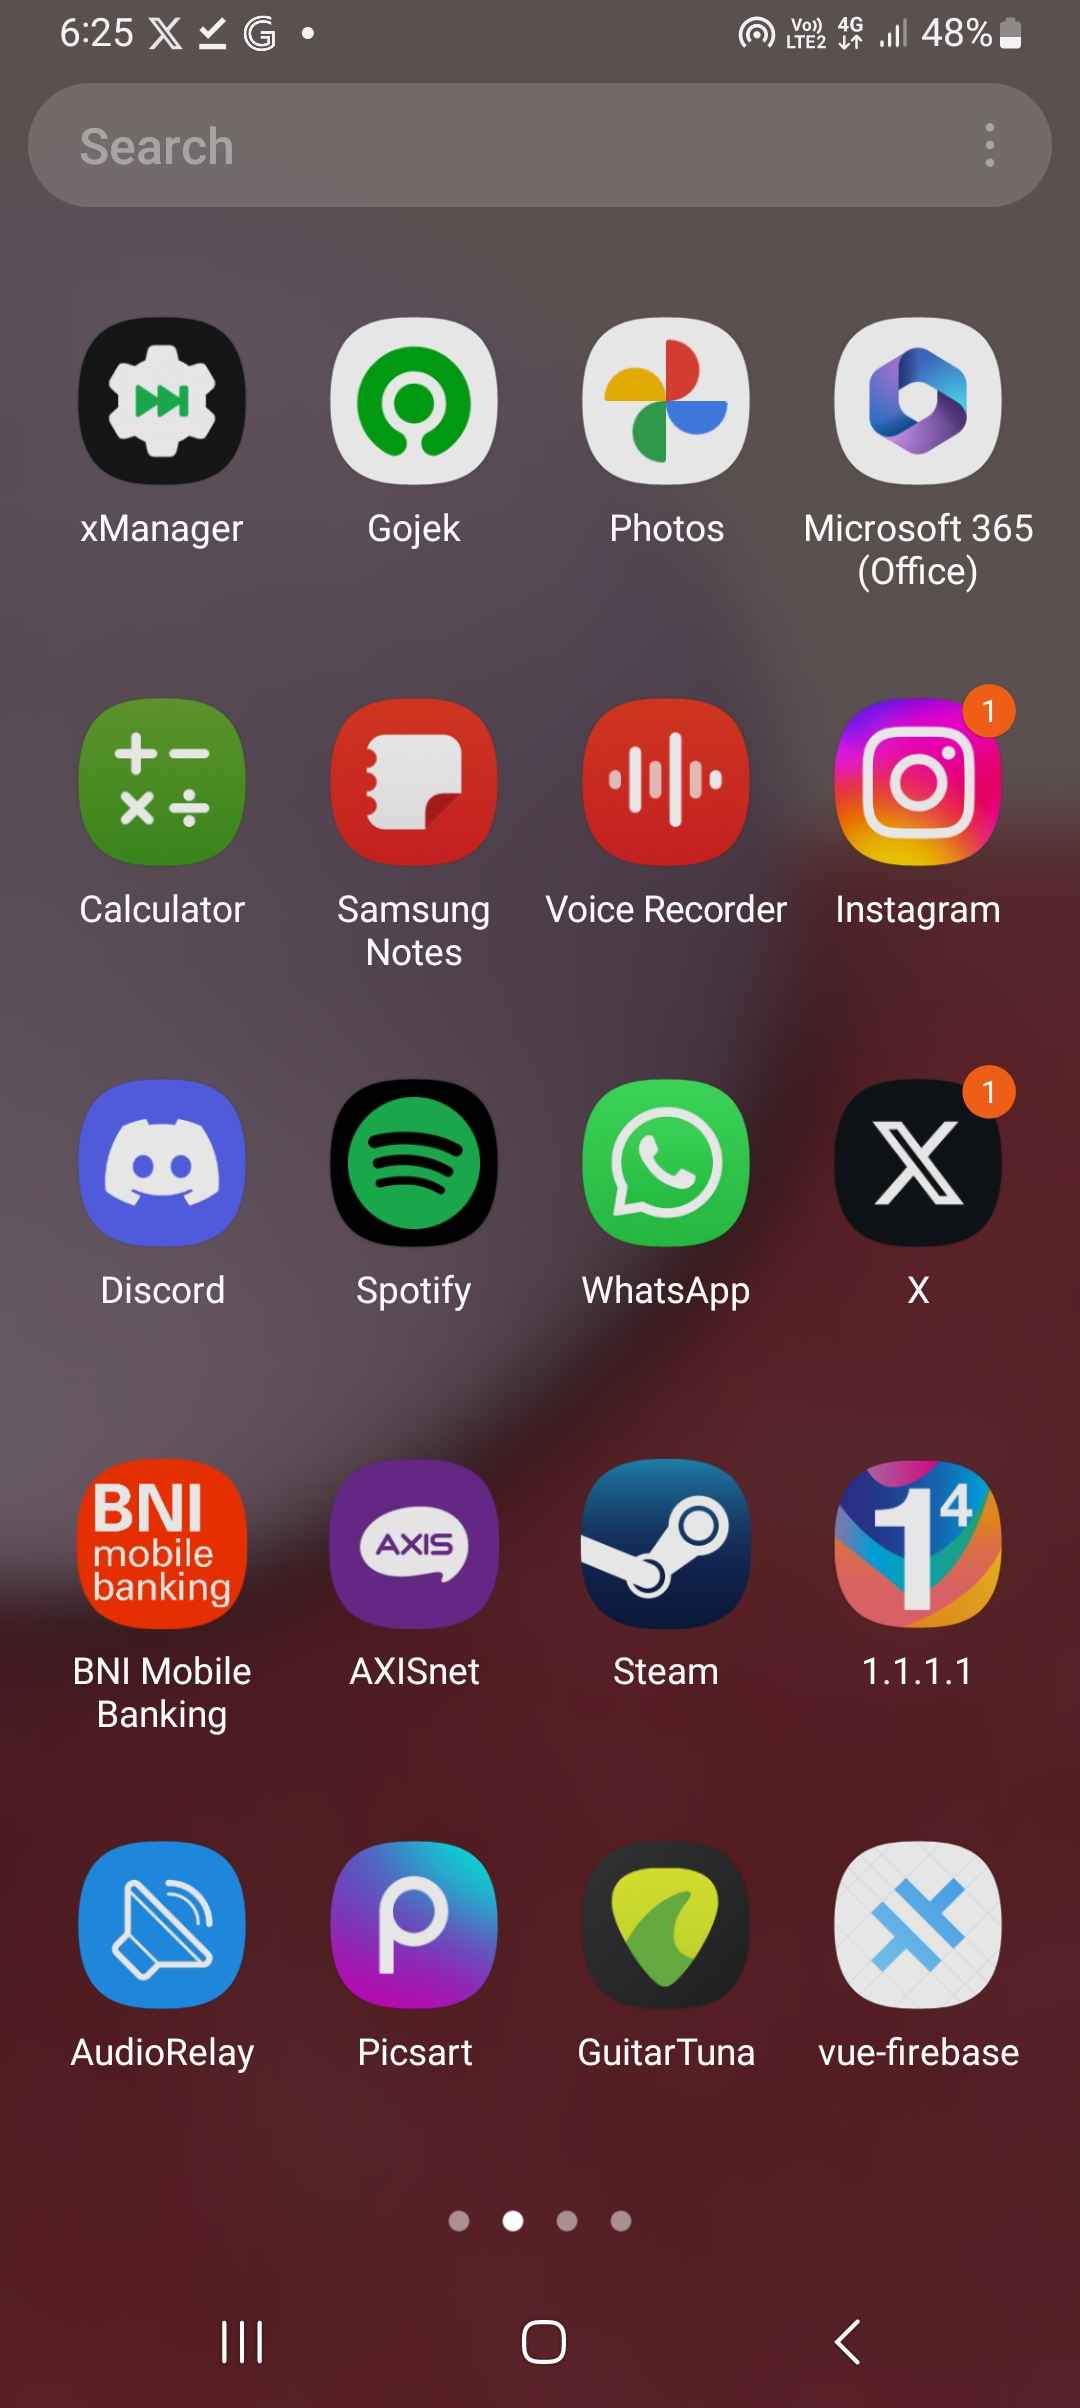 6:25
Vo)) LTE2 4G 48%
Search
xManager
Gojek
Photos
Microsoft 365
(Office)
1
Calculator
Samsung
Notes
Voice Recorder
Instagram
1
Discord
Spotify
WhatsApp
X
BNI
mobile
banking
AXIS
1⁴
BNI Mobile
Banking
AXISnet
Steam
1.1.1.1
AudioRelay
Picsart
GuitarTuna
vue-firebase